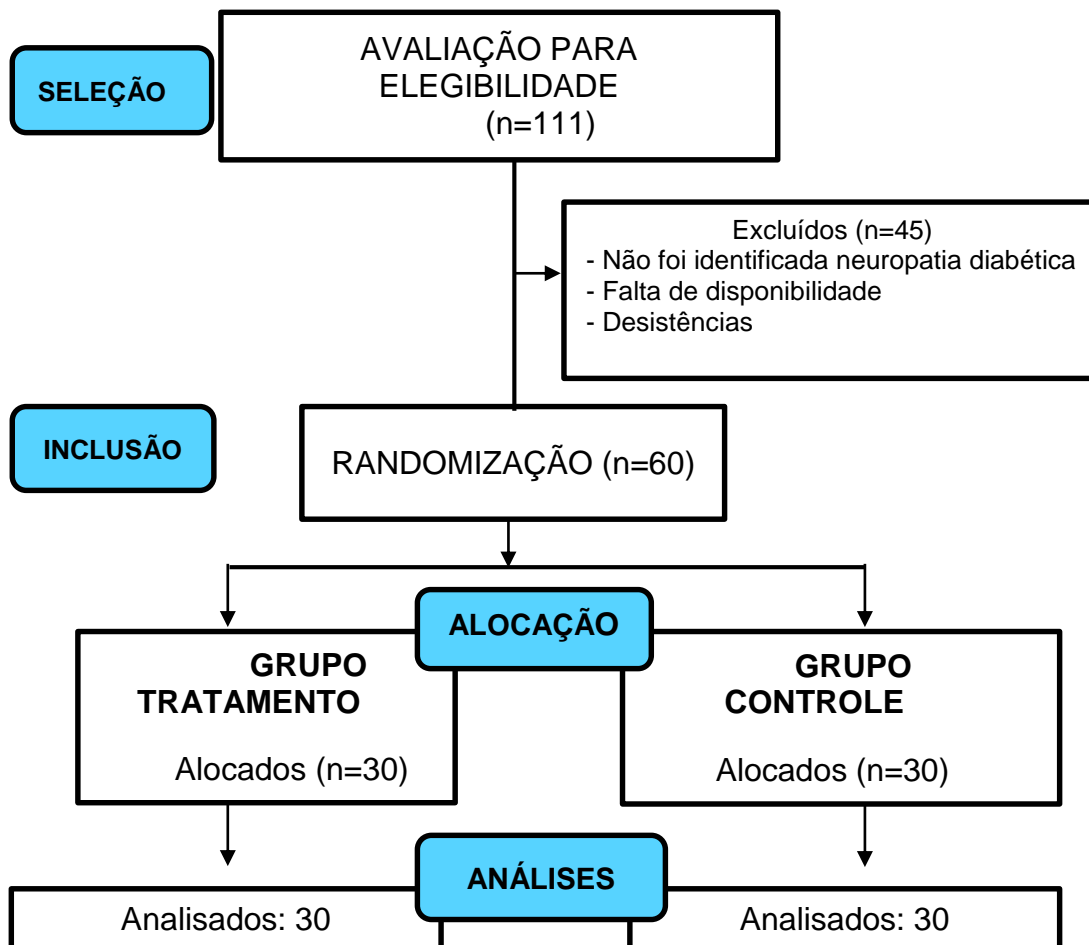 SELEÇÃO
AVALIAÇÃO PARA
ELEGIBILIDADE
(n=111)
Excluídos (n=45)
- Não foi identificada neuropatia diabética
- Falta de disponibilidade
- Desistências
INCLUSÃO
RANDOMIZAÇÃO (n=60)
ALOCAÇÃO
GRUPO
TRATAMENTO
Alocados (n=30)
GRUPO
CONTROLE
Alocados (n=30)
ANÁLISES
Analisados: 30
Analisados: 30